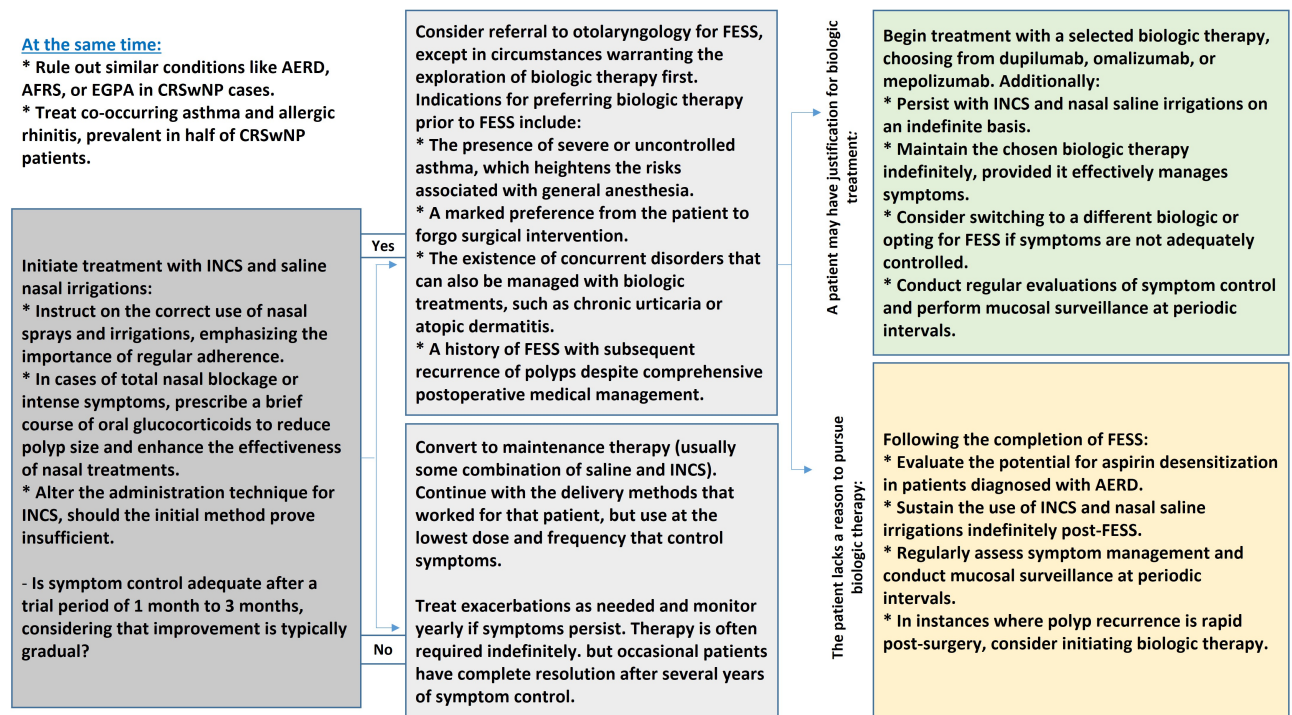 At the same time:
* Rule out similar conditions like AERD,
AFRS, or EGPA in CRSwNP cases.
* Treat co-occurring asthma and allergic
rhinitis, prevalent in half of CRSwNP
patients.
Initiate treatment with INCS and saline
nasal irrigations:
* Instruct on the correct use of nasal
sprays and irrigations, emphasizing the
importance of regular adherence.
* In cases of total nasal blockage or
intense symptoms, prescribe a brief
course of oral glucocorticoids to reduce
polyp size and enhance the effectiveness
of nasal treatments.
* Alter the administration technique for
INCS, should the initial method prove
insufficient.
- Is symptom control adequate after a
trial period of 1 month to 3 months,
considering that improvement is typically
gradual?
Yes
Consider referral to otolaryngology for FESS,
except in circumstances warranting the
exploration of biologic therapy first.
Indications for preferring biologic therapy
prior to FESS include:
* The presence of severe or uncontrolled
asthma, which heightens the risks
associated with general anesthesia.
* A marked preference from the patient to
forgo surgical intervention.
* The existence of concurrent disorders that
can also be managed with biologic
treatments, such as chronic urticaria or
atopic dermatitis.
* A history of FESS with subsequent
recurrence of polyps despite comprehensive
postoperative medical management.
No
Convert to maintenance therapy (usually
some combination of saline and INCS).
Continue with the delivery methods that
worked for that patient, but use at the
lowest dose and frequency that control
symptoms.
Treat exacerbations as needed and monitor
yearly if symptoms persist. Therapy is often
required indefinitely. but occasional patients
have complete resolution after several years
of symptom control.
A patient may have justification for biologic
treatment:
Begin treatment with a selected biologic therapy,
choosing from dupilumab, omalizumab, or
mepolizumab. Additionally:
* Persist with INCS and nasal saline irrigations on
an indefinite basis.
* Maintain the chosen biologic therapy
indefinitely, provided it effectively manages
symptoms.
* Consider switching to a different biologic or
opting for FESS if symptoms are not adequately
controlled.
* Conduct regular evaluations of symptom control
and perform mucosal surveillance at periodic
intervals.
The patient lacks a reason to pursue
biologic therapy:
Following the completion of FESS:
* Evaluate the potential for aspirin desensitization
in patients diagnosed with AERD.
* Sustain the use of INCS and nasal saline
irrigations indefinitely post-FESS.
* Regularly assess symptom management and
conduct mucosal surveillance at periodic
intervals.
* In instances where polyp recurrence is rapid
post-surgery, consider initiating biologic therapy.